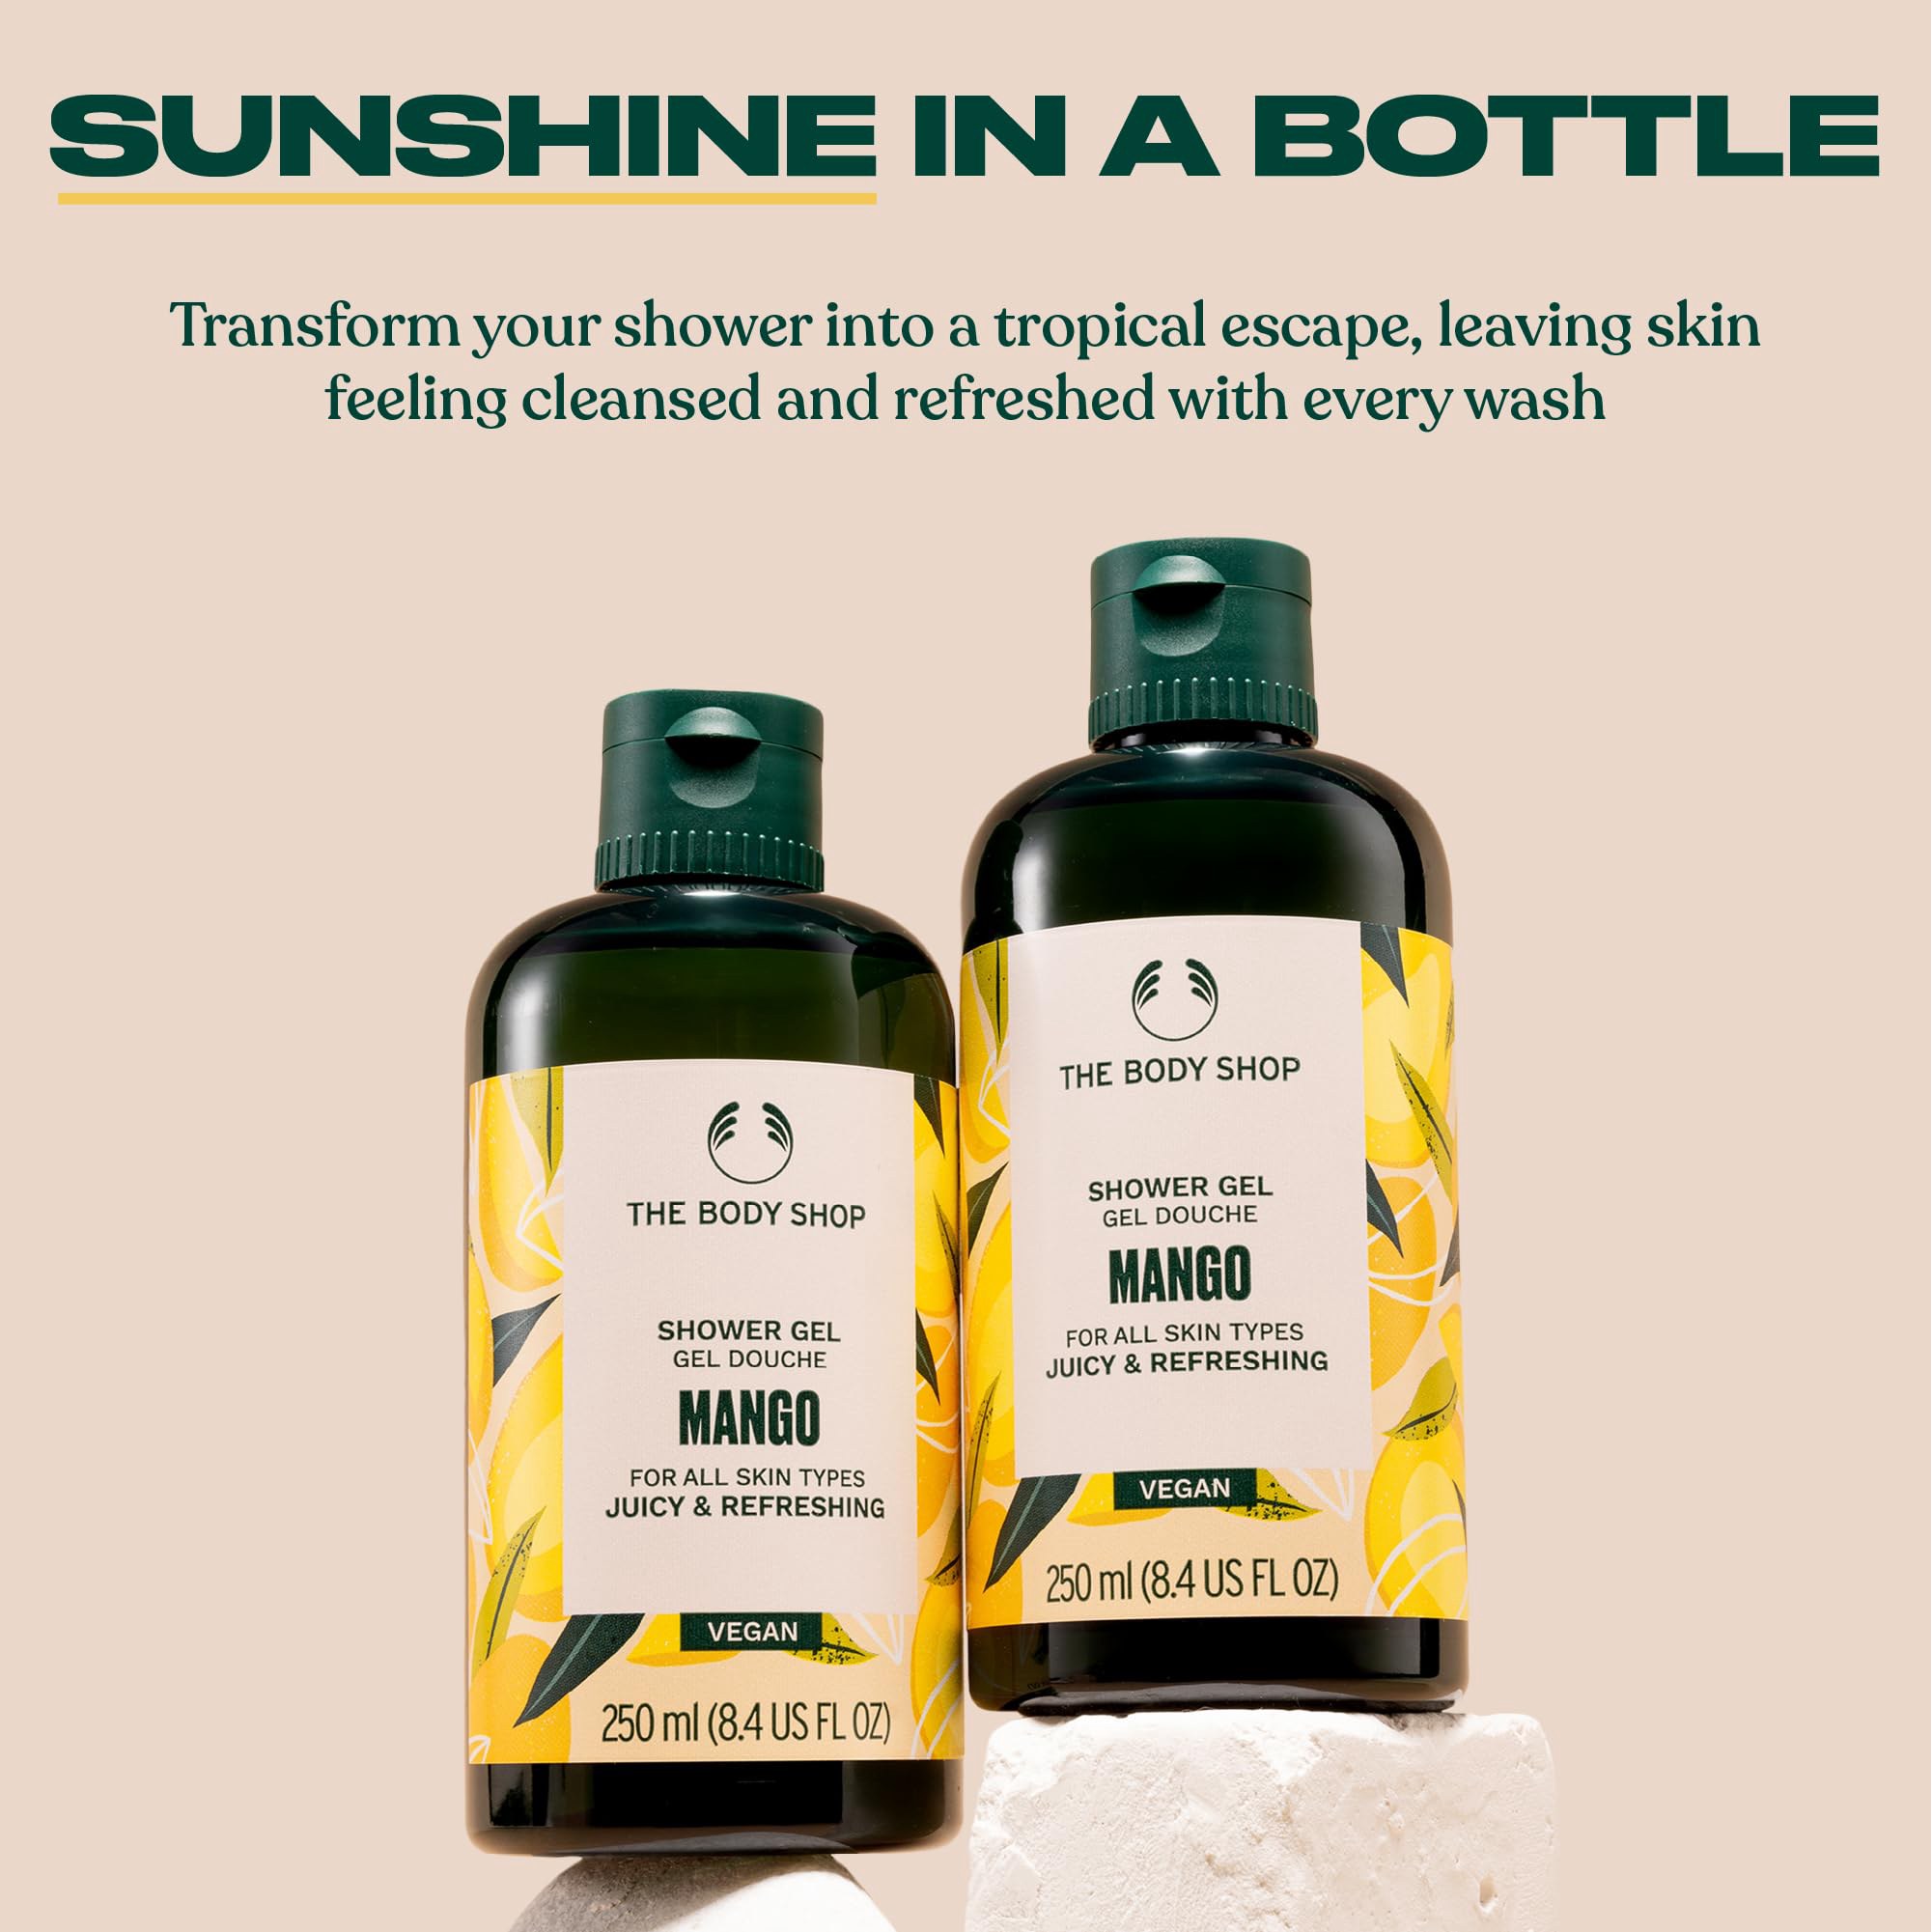 SUNSHINE IN A BOTTLE
Transform your shower into a tropical escape, leaving skin
feeling cleansed and refreshed with every wash
THE BODY SHOP
SHOWER GEL
GEL DOUCHE
MANGO
FOR ALL SKIN TYPES
JUICY & REFRESHING
VEGAN
250 ml (8.4 US FL OZ)
THE BODY SHOP
SHOWER GEL
GEL DOUCHE
MANGO
FOR ALL SKIN TYPES
JUICY & REFRESHING
VEGAN
250 ml (8.4 US FL OZ)